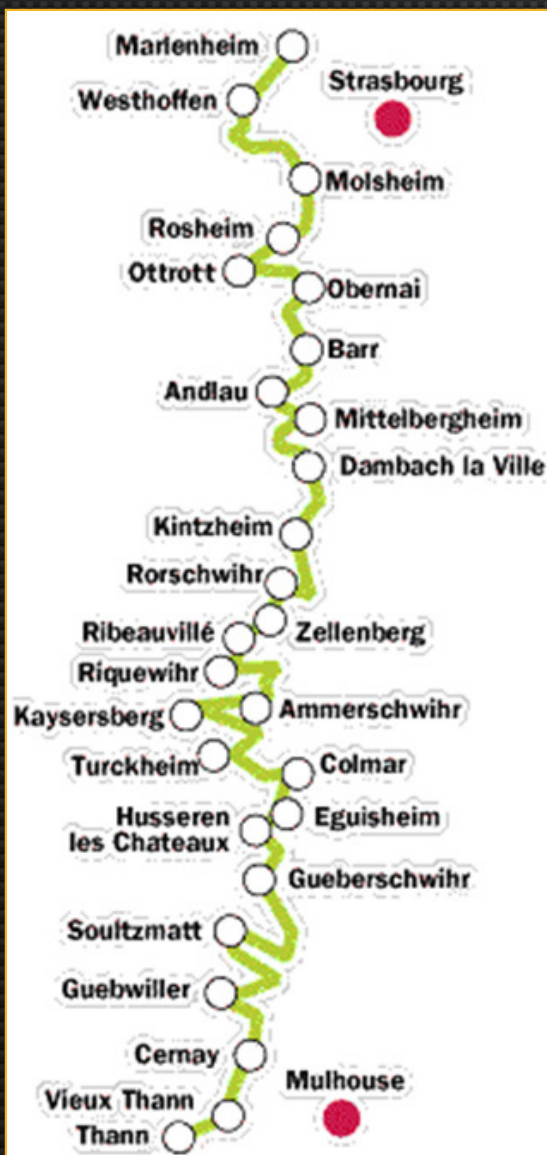 Marlenheim
Strasbourg
Westhoffen
Molsheim
Rosheim
Ottrott
Obernai
Barr
Andlau
Mittelbergheim
Dambach la Ville
Kintzheim
Rorschwihr
Ribeauvillé
Zellenberg
Riquewihr
Kaysersberg
Ammerschwihr
Turckheim
Colmar
Husseren
les Chateaux
Eguisheim
Gueberschwihr
Soultzmatt
Guebwiller
Cernay
Mulhouse
Vieux Thann
Thann